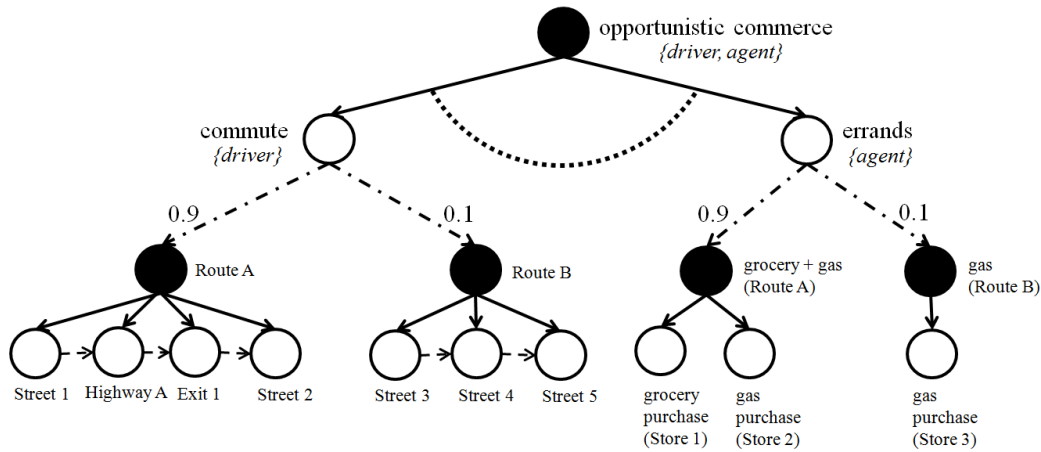 opportunistic commerce
{driver, agent}
commute
{driver}
errands
{agent}
0.9
0.1
0.9
0.1
Route A
Route B
grocery + gas
(Route A)
gas
(Route B)
Street 1
Highway A
Exit 1
Street 2
Street 3
Street 4
Street 5
grocery
purchase
(Store 1)
gas
purchase
(Store 2)
gas
purchase
(Store 3)